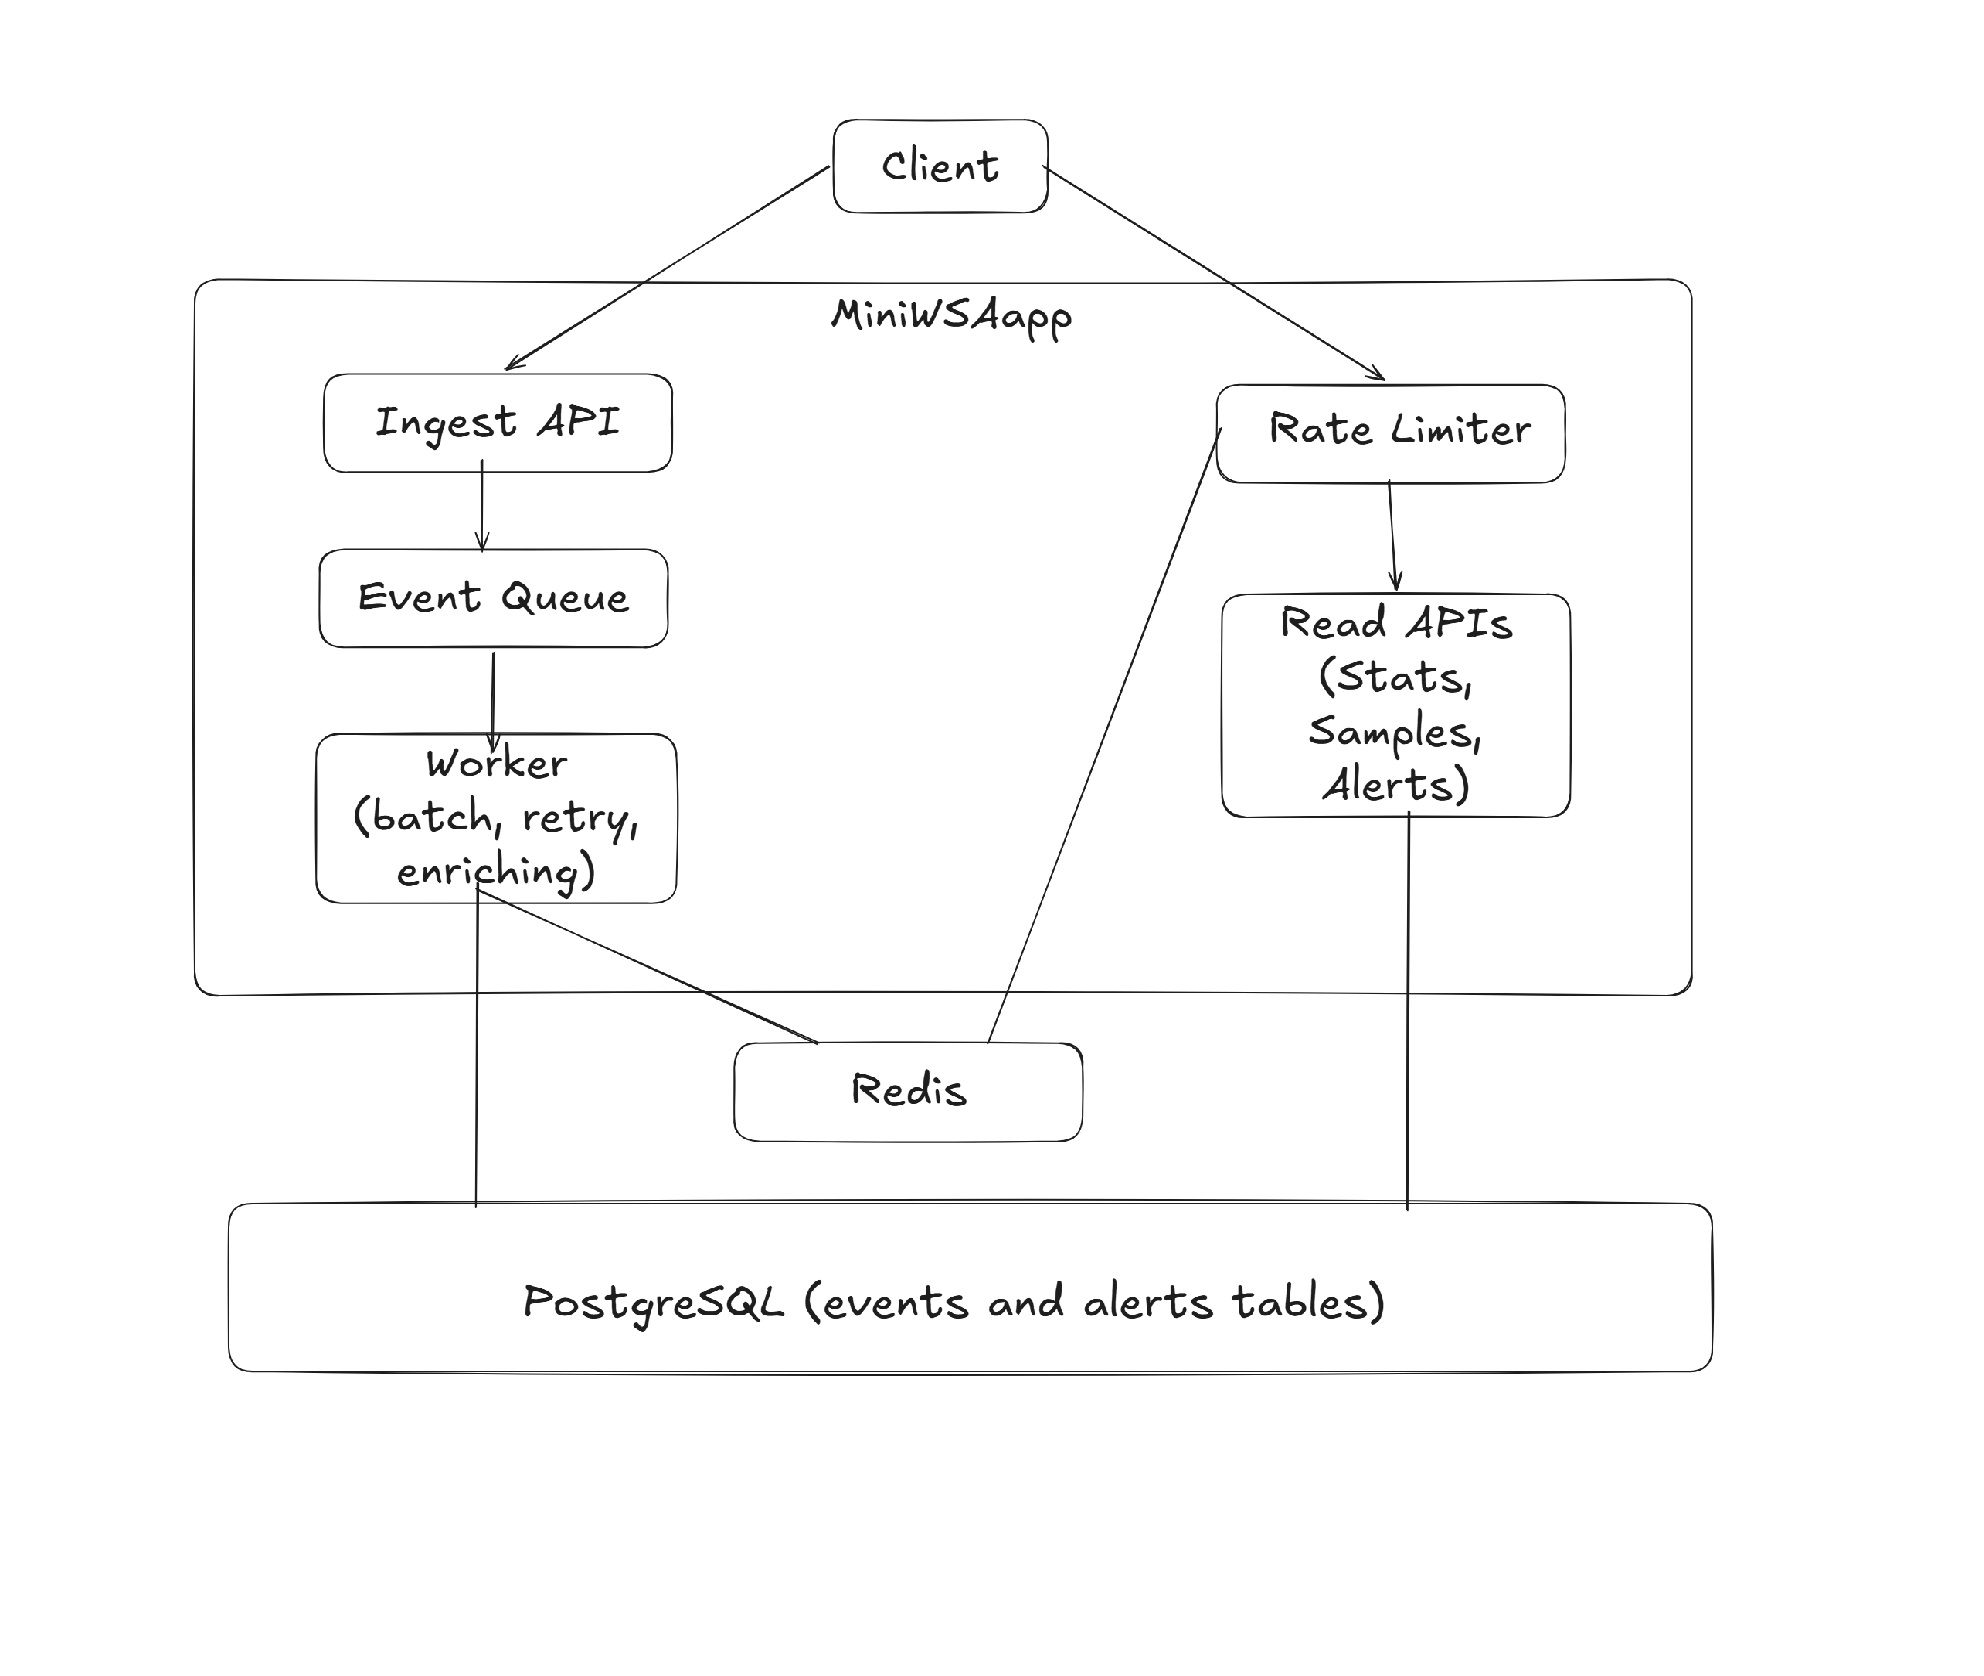 Client
MiniWSAapp
Ingest API
Rate Limiter
Event Queue
Read APIs
(Stats,
Samples,
Alerts)
Worker
(batch, retry,
enriching)
Redis
PostgreSQL (events and alerts tables)